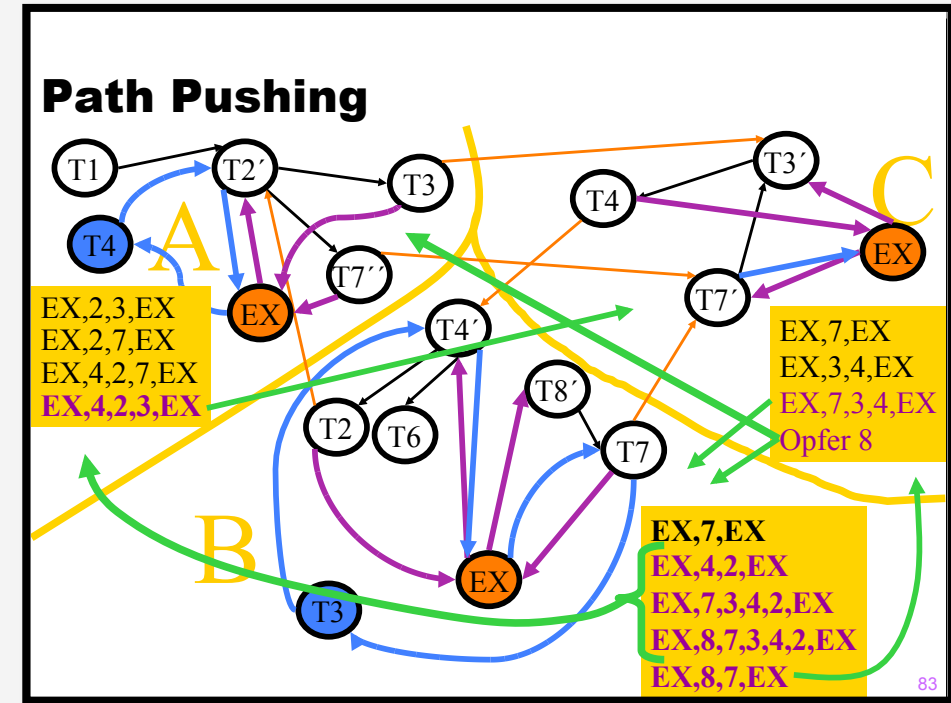 Path Pushing
T1
T2´
T3
T4
T3´
C
T4
A
EX
T7´´
EX
T7´
EX,2,3,EX
EX,2,7,EX
EX,4,2,7,EX
EX,4,2,3,EX
T4´
EX,7,EX
EX,3,4,EX
EX,7,3,4,EX
Opfer 8
T8´
T2
T6
T7
B
EX
T3
EX,7,EX
EX,4,2,EX
EX,7,3,4,2,EX
EX,8,7,3,4,2,EX
EX,8,7,EX
83